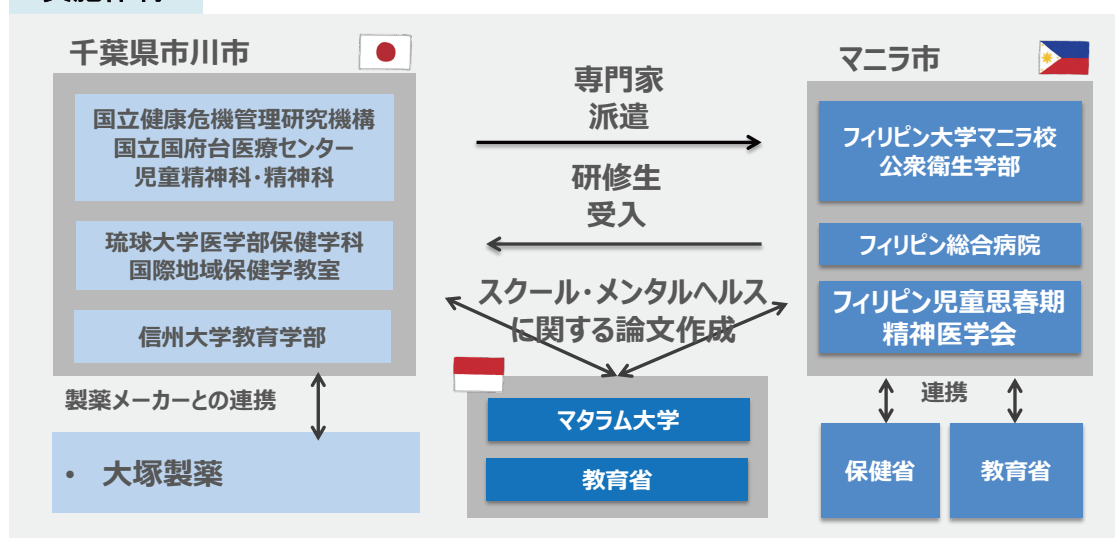 千葉県市川市
国立健康危機管理研究機構
国立国府台医療センター
児童精神科・精神科
琉球大学医学部保健学科
国際地域保健学教室
信州大学教育学部
製薬メーカーとの連携
• 大塚製薬
専門家
派遣
研修生
受入
スクール・メンタルヘルス
に関する論文作成
マタラム大学
教育省
マニラ市
フィリピン大学マニラ校
公衆衛生学部
フィリピン総合病院
フィリピン児童思春期
精神医学会
連携
保健省
教育省